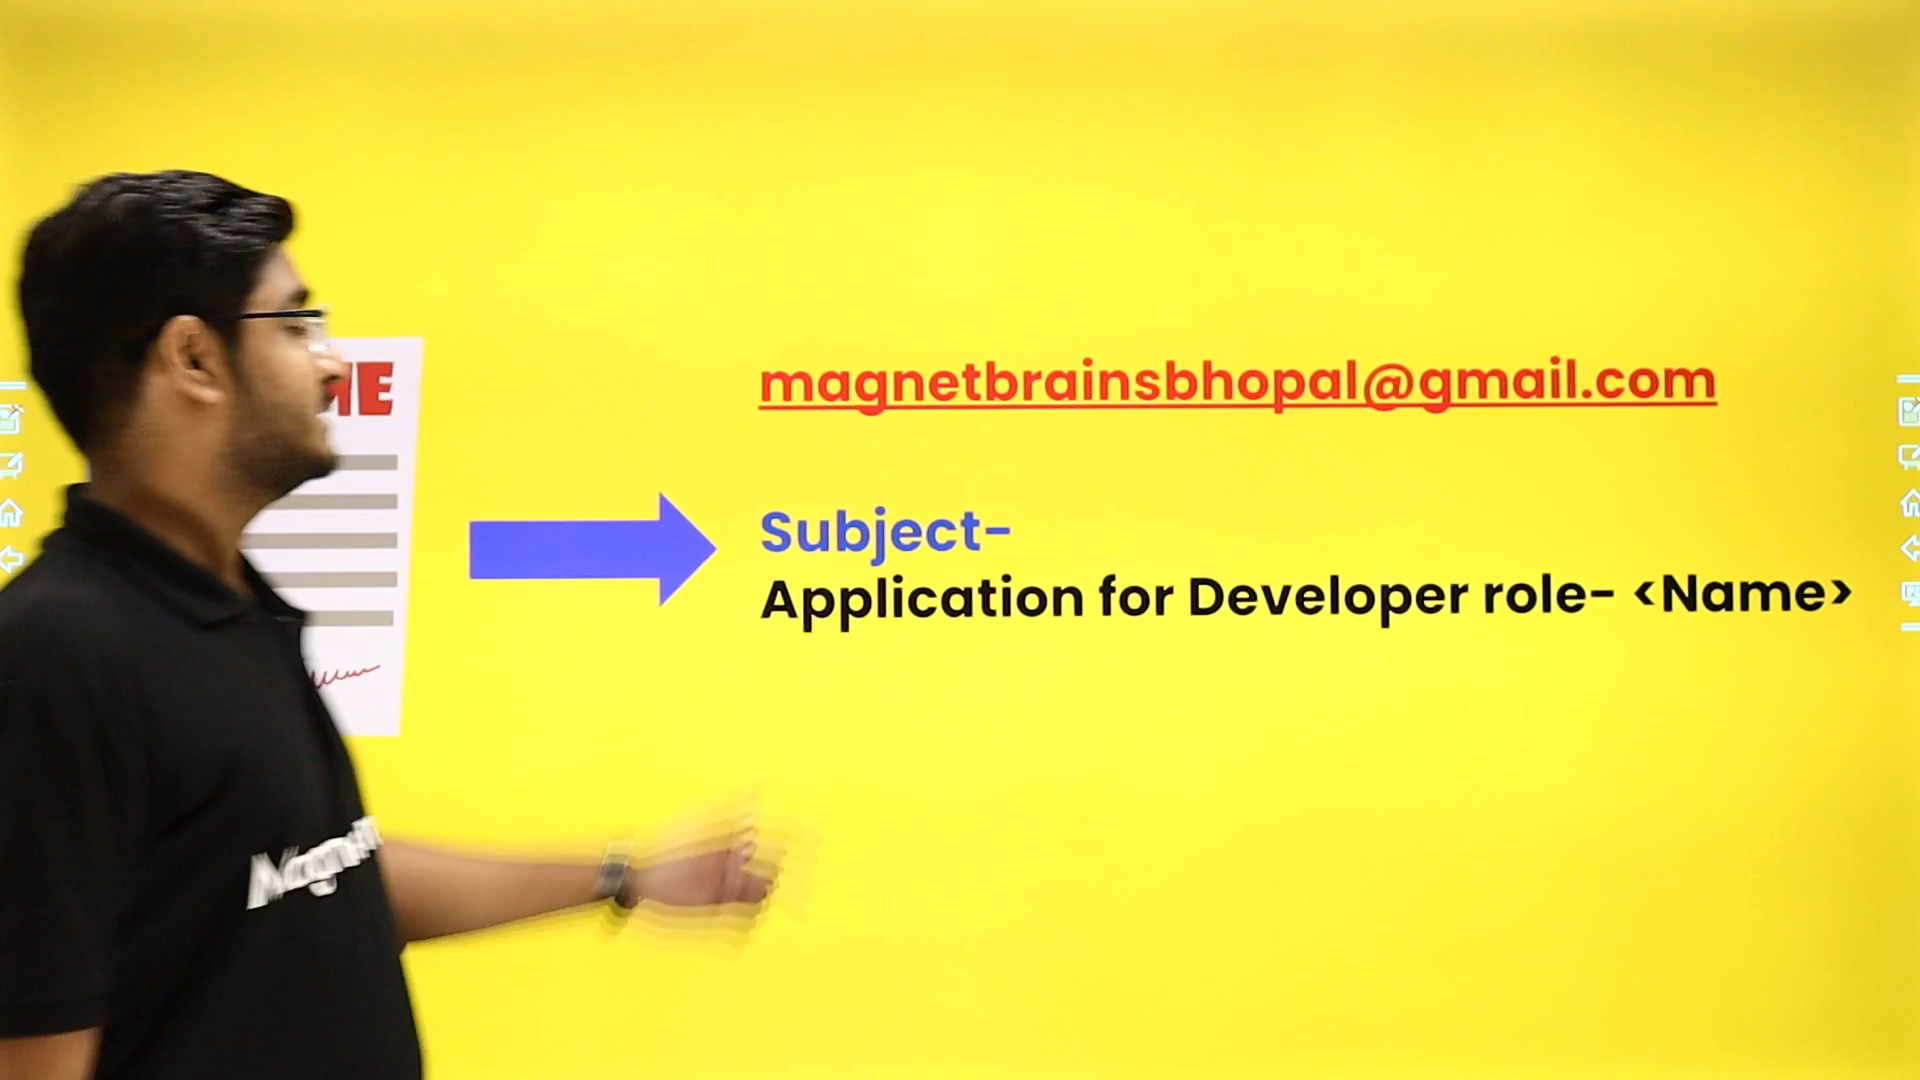 magnetbrainsbhopal@gmail.com
Subject-
Application for Developer role- <Name>